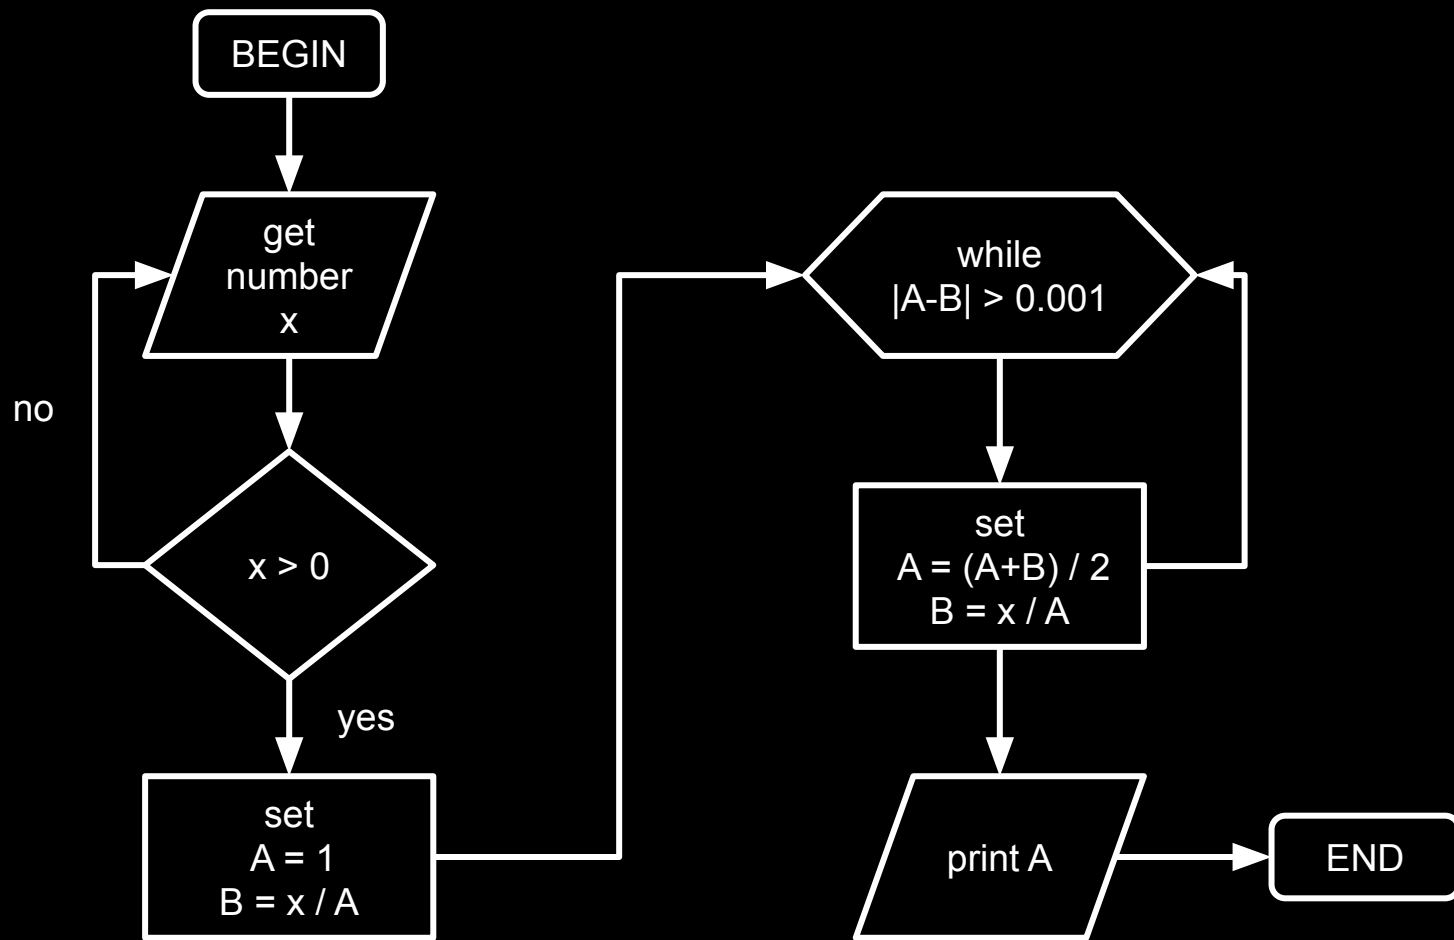 BEGIN
get
number
x
no
x > 0
yes
set
A = 1
B = x / A
while
|A-B| > 0.001
set
A = (A+B) / 2
B = x / A
print A
END